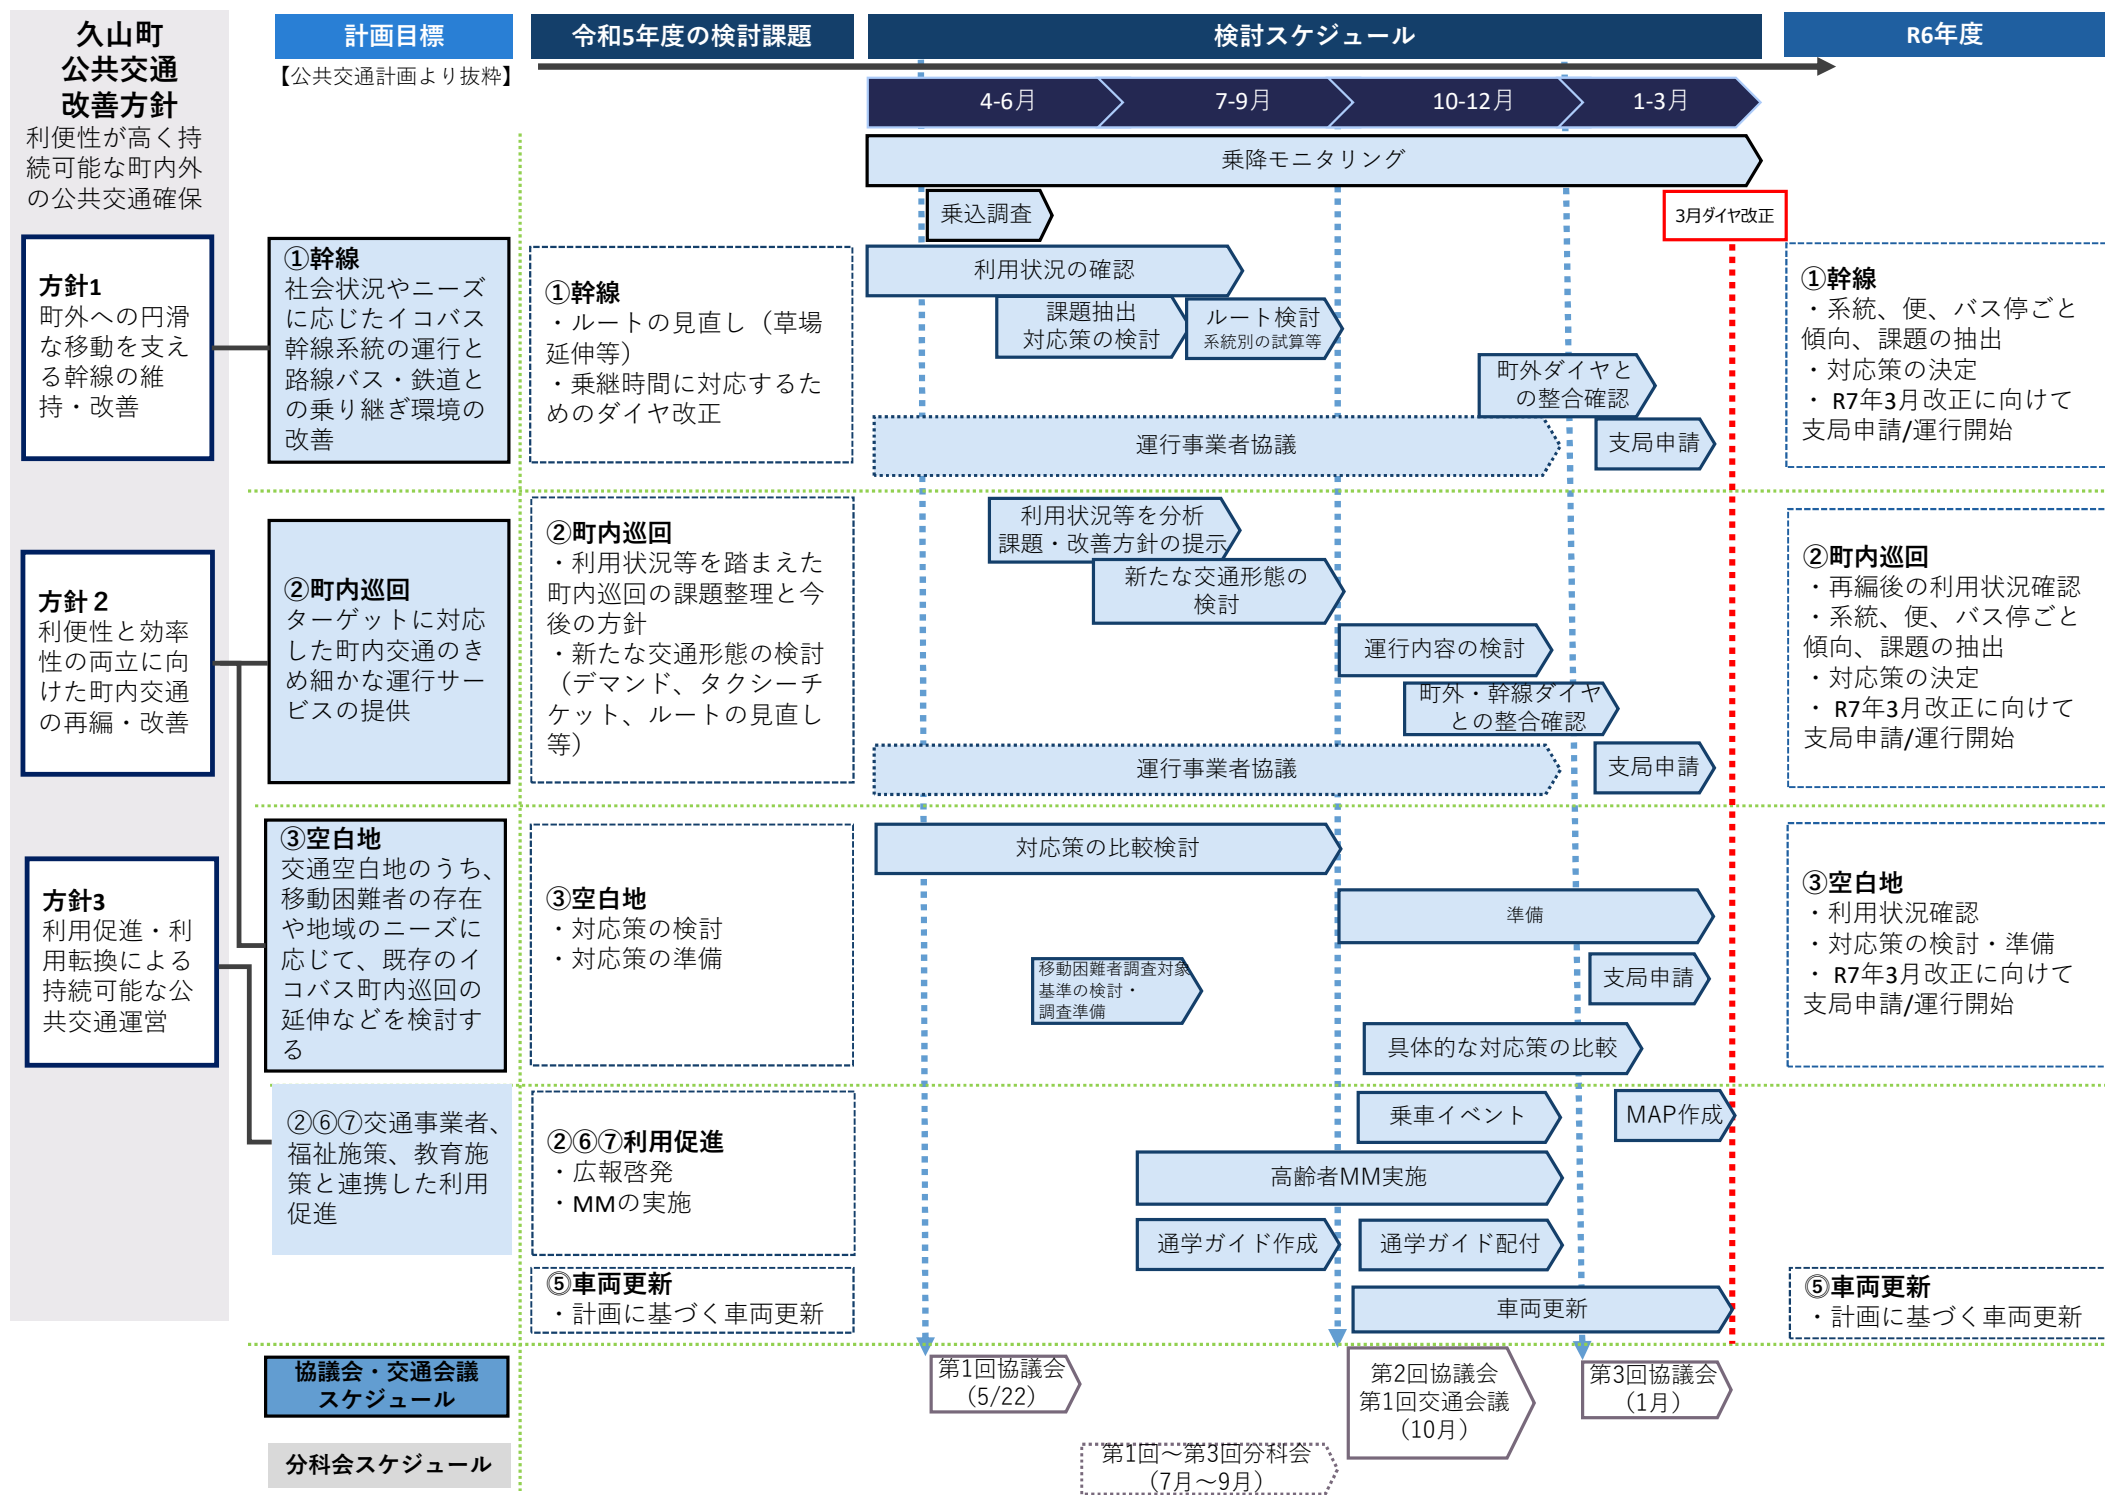 久山町
公共交通
改善方針
利便性が高く持
続可能な町内外
の公共交通確保
方針1
町外への円滑
な移動を支え
る幹線の維
持・改善
方針２
利便性と効率
性の両立に向
けた町内交通
の再編・改善
方針3
利用促進・利
用転換による
持続可能な公
共交通運営
計画目標
【公共交通計画より抜粋】
①幹線
社会状況やニーズ
に応じたイコバス
幹線系統の運行と
路線バス・鉄道と
の乗り継ぎ環境の
改善
②町内巡回
ターゲットに対応
した町内交通のき
め細かな運行サー
ビスの提供
③空白地
交通空白地のうち、
移動困難者の存在
や地域のニーズに
応じて、既存のイ
コバス町内巡回の
延伸などを検討す
る
②⑥⑦交通事業者、
福祉施策、教育施
策と連携した利用
促進
令和5年度の検討課題
①幹線
・ルートの見直し（草場
延伸等）
・乗継時間に対応するた
めのダイヤ改正
②町内巡回
・利用状況等を踏まえた
町内巡回の課題整理と今
後の方針
・新たな交通形態の検討
（デマンド、タクシーチ
ケット、ルートの見直し
等）
③空白地
・対応策の検討
・対応策の準備
②⑥⑦利用促進
・広報啓発
・MMの実施
⑤車両更新
・計画に基づく車両更新
検討スケジュール
4-6月
7-9月
10-12月
1-3月
乗降モニタリング
乗込調査
3月ダイヤ改正
利用状況の確認
課題抽出
対応策の検討
ルート検討
系統別の試算等
町外ダイヤと
の整合確認
運行事業者協議
支局申請
利用状況等を分析
課題・改善方針の提示
新たな交通形態の
検討
運行内容の検討
町外・幹線ダイヤ
との整合確認
運行事業者協議
支局申請
対応策の比較検討
準備
移動困難者調査対象
基準の検討・
調査準備
支局申請
具体的な対応策の比較
乗車イベント
MAP作成
高齢者MM実施
通学ガイド作成
通学ガイド配付
車両更新
R6年度
①幹線
・系統、便、バス停ごと
傾向、課題の抽出
・対応策の決定
・ R7年3月改正に向けて
支局申請/運行開始
②町内巡回
・再編後の利用状況確認
・系統、便、バス停ごと
傾向、課題の抽出
・対応策の決定
・ R7年3月改正に向けて
支局申請/運行開始
③空白地
・利用状況確認
・対応策の検討・準備
・ R7年3月改正に向けて
支局申請/運行開始
⑤車両更新
・計画に基づく車両更新
協議会・交通会議
スケジュール
第1回協議会
（5/22）
第2回協議会
第1回交通会議
（10月）
第3回協議会
（1月）
分科会スケジュール
第1回～第3回分科会
（7月～9月）